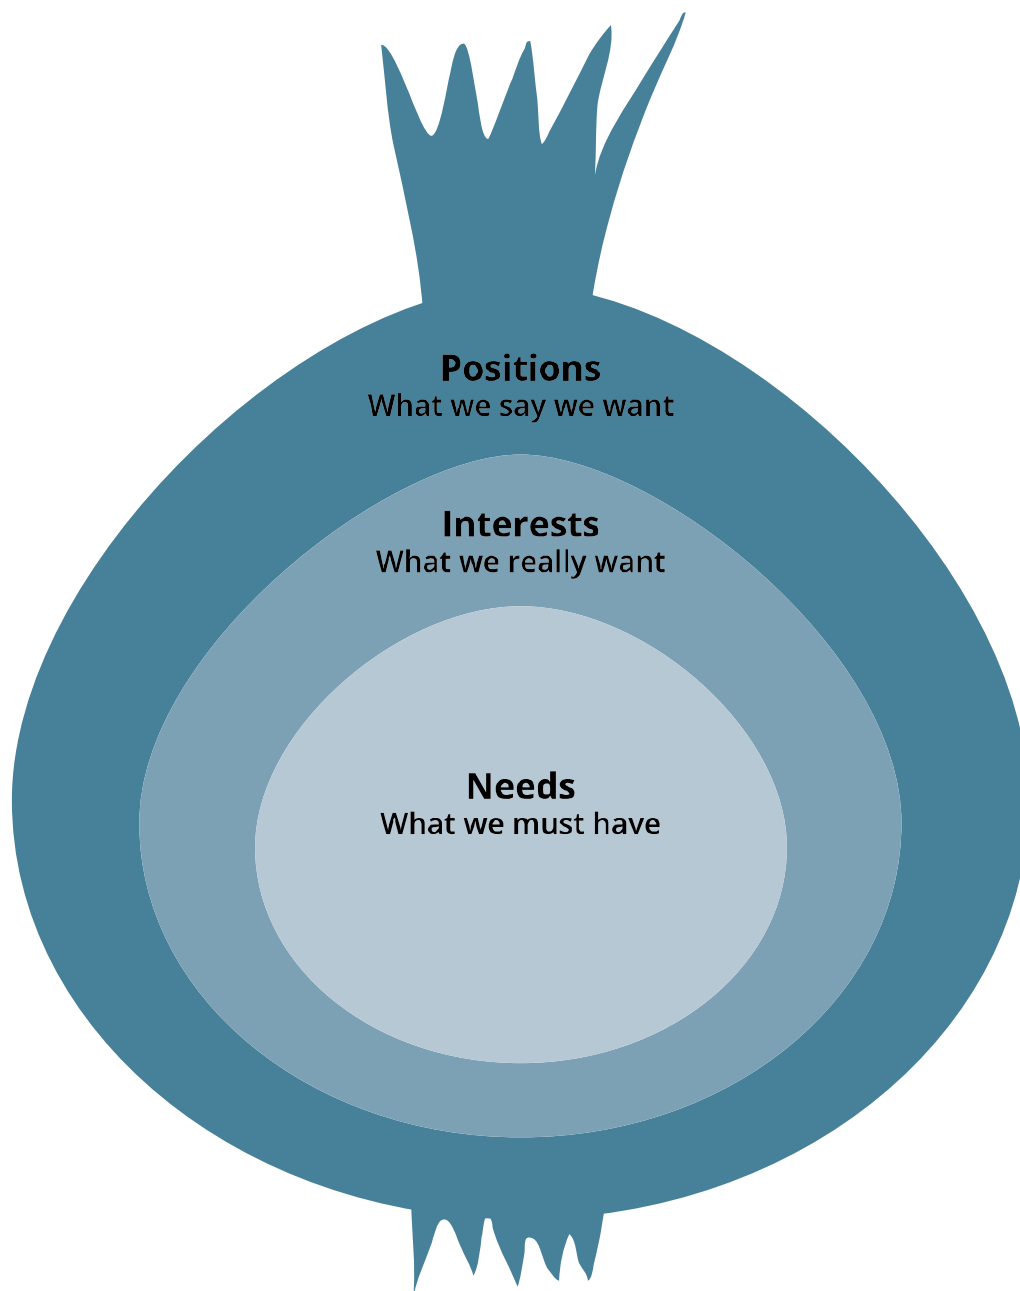 Positions
What we say we want
Interests
What we really want
Needs
What we must have